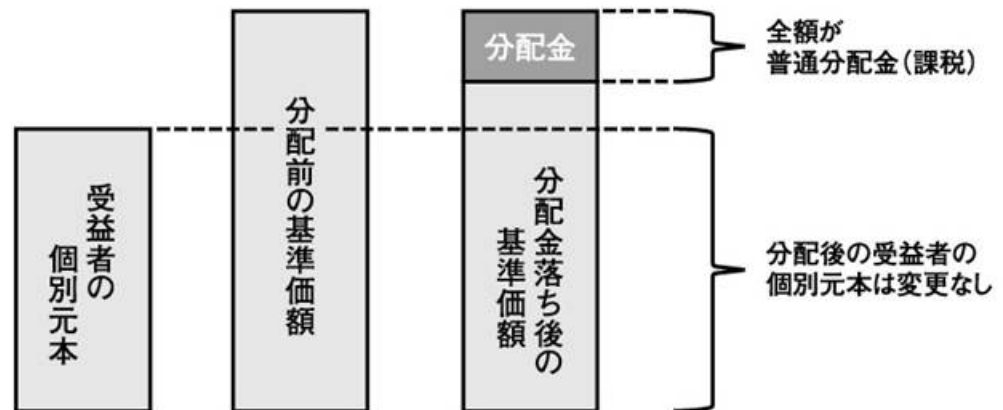 受益者の
個別元本
分配前の基準価額
分配金
分配金落ち後の
基準価額
全額が
普通分配金（課税）
分配後の受益者の
個別元本は変更なし